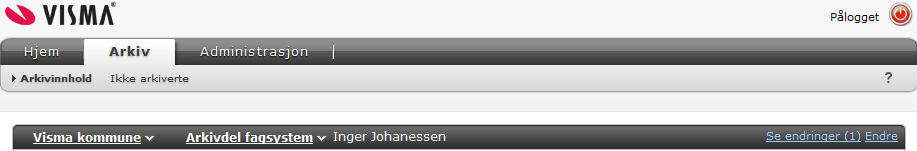 VISMA®
Pålogget
Hjem Arkiv Administrasjon |
Arkivinnhold Ikke arkiverte ?
Visma kommune Arkivdel fagsystem Inger Johanessen Se endringer (1) Endre